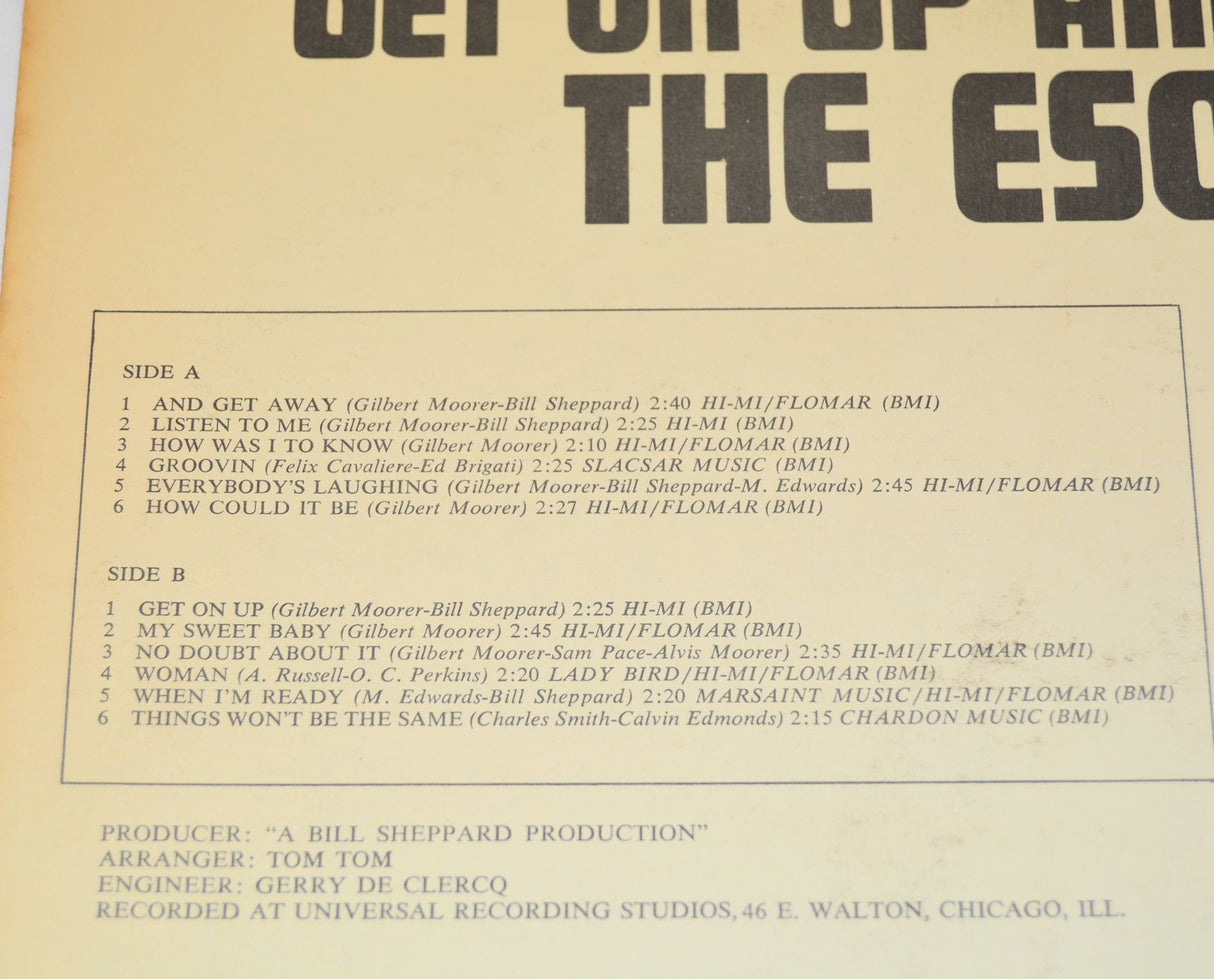 GET ON UP AN
THE ESQ
SIDE A
1 AND GET AWAY (Gilbert Moorer-Bill Sheppard) 2:40 HI-MI/FLOMAR (BMI)
2 LISTEN TO ME (Gilbert Moorer-Bill Sheppard) 2:25 HI-MI (BMI)
3 HOW WAS I TO KNOW (Gilbert Moorer) 2:10 HI-MI/FLOMAR (BMI)
4 GROOVIN (Felix Cavaliere-Ed Brigati) 2:25 SLACSAR MUSIC (BMI)
5 EVERYBODY'S LAUGHING (Gilbert Moorer-Bill Sheppard-M. Edwards) 2:45 HI-MI/FLOMAR (BMI)
6 HOW COULD IT BE (Gilbert Moorer) 2:27 HI-MI/FLOMAR (BMI)
SIDE B
1 GET ON UP (Gilbert Moorer-Bill Sheppard) 2:25 HI-MI (BMI)
2 MY SWEET BABY (Gilbert Moorer) 2:45 HI-MI/FLOMAR (BMI)
3 NO DOUBT ABOUT IT (Gilbert Moorer-Sam Pace-Alvis Moorer) 2:35 HI-MI/FLOMAR (BMI)
4 WOMAN (A. Russell-O. C. Perkins) 2:20 LADY BIRD/HI-MI/FLOMAR (BMI)
5 WHEN I'M READY (M. Edwards-Bill Sheppard) 2:20 MARSAINT MUSIC/HI-MI/FLOMAR (BMI)
6 THINGS WON'T BE THE SAME (Charles Smith-Calvin Edmonds) 2:15 CHARDON MUSIC (BMI)
PRODUCER: "A BILL SHEPPARD PRODUCTION"
ARRANGER: TOM TOM
ENGINEER: GERRY DE CLERCQ
RECORDED AT UNIVERSAL RECORDING STUDIOS, 46 E. WALTON, CHICAGO, ILL.